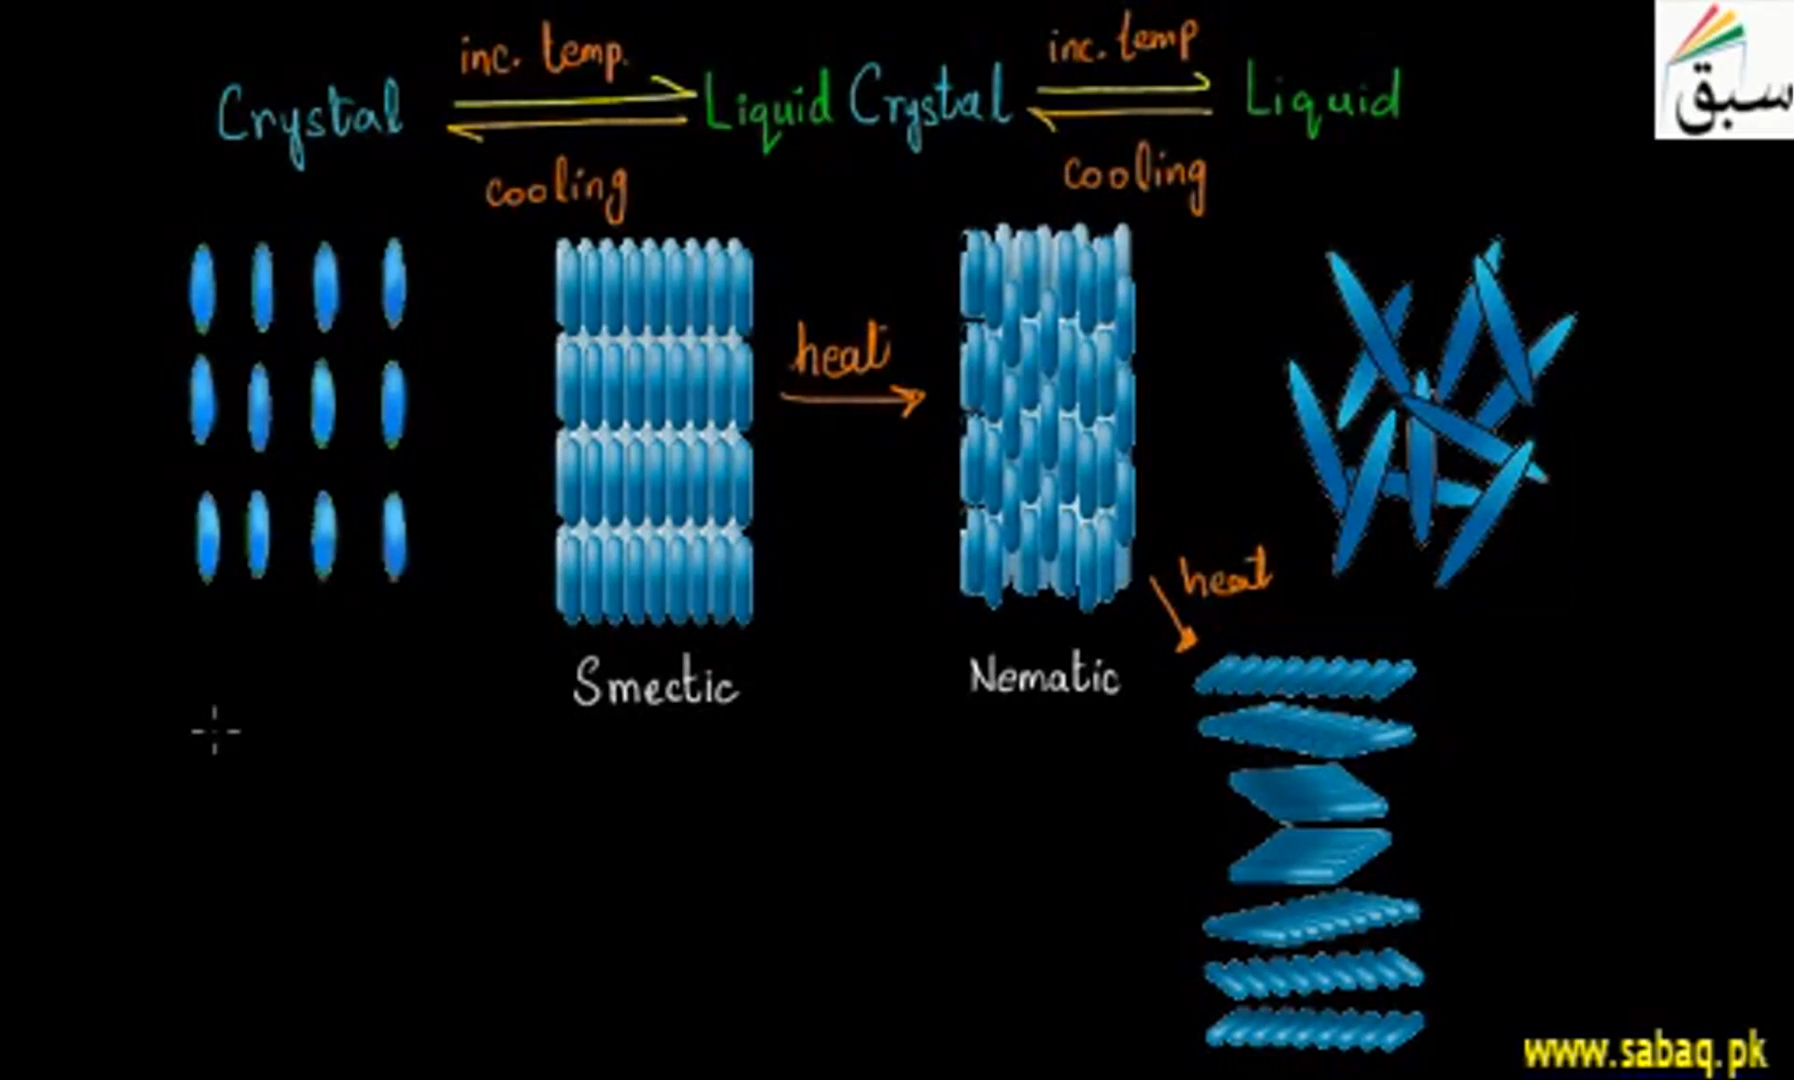 inc. temp.
inc. temp
Crystal
Liquid Crystal
Liquid
cooling
cooling
سبق
heat
heat
Smectic
Nematic
www.sabaq.pk